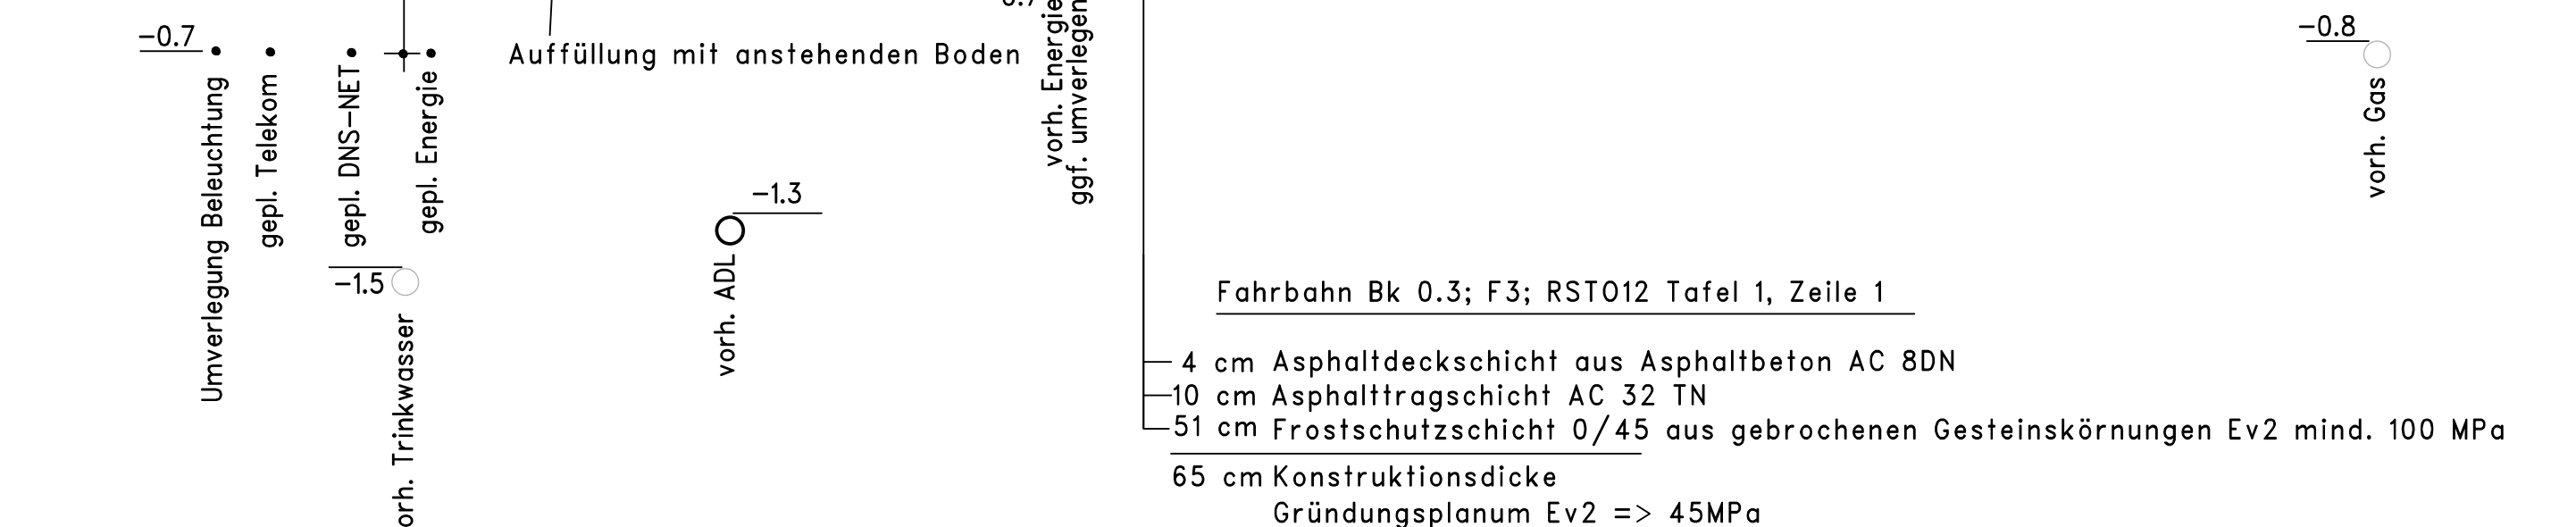 -0.7
Umverlegung Beleuchtung
gepl. Telekom
gepl. DNS-NET
gepl. Energie
-1.5
orh. Trinkwasser
Auffüllung mit anstehenden Boden
-1.3
vorh. ADL
vorh. Energie
ggf. umverlegen
-0.8
vorh. Gas
Fahrbahn Bk 0.3; F3; RSTO12 Tafel 1, Zeile 1
4 cm Asphaltdeckschicht aus Asphaltbeton AC 8DN
10 cm Asphalttragschicht AC 32 TN
51 cm Frostschutzschicht 0/45 aus gebrochenen Gesteinskörnungen Ev2 mind. 100 MPa
65 cm Konstruktionsdicke
Gründungsplanum Ev2 => 45MPa